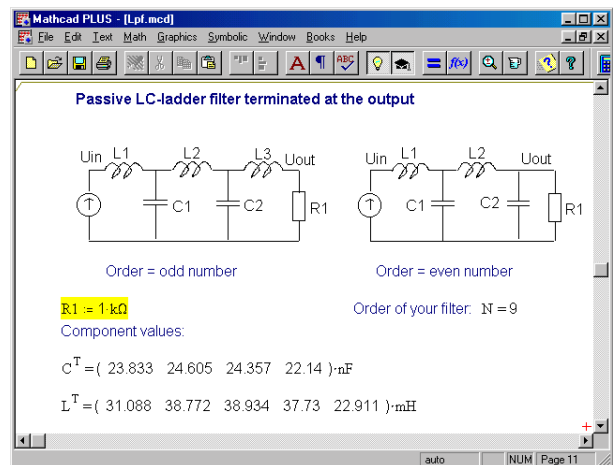 Mathcad PLUS - [Lpf.mcd]
File Edit Text Math Graphics Symbolic Window Books Help
A ¶ ABC = f(x) ?
Passive LC-ladder filter terminated at the output
Uin L1 L2 L3 Uout
C1 C2 R1
Uin L1 L2 Uout
C1 C2 R1
Order = odd number
Order = even number
R1 := 1·kΩ
Order of your filter: N = 9
Component values:
C^T = ( 23.833 24.605 24.357 22.14 )·nF
L^T = ( 31.088 38.772 38.934 37.73 22.911 )·mH
auto NUM Page 11